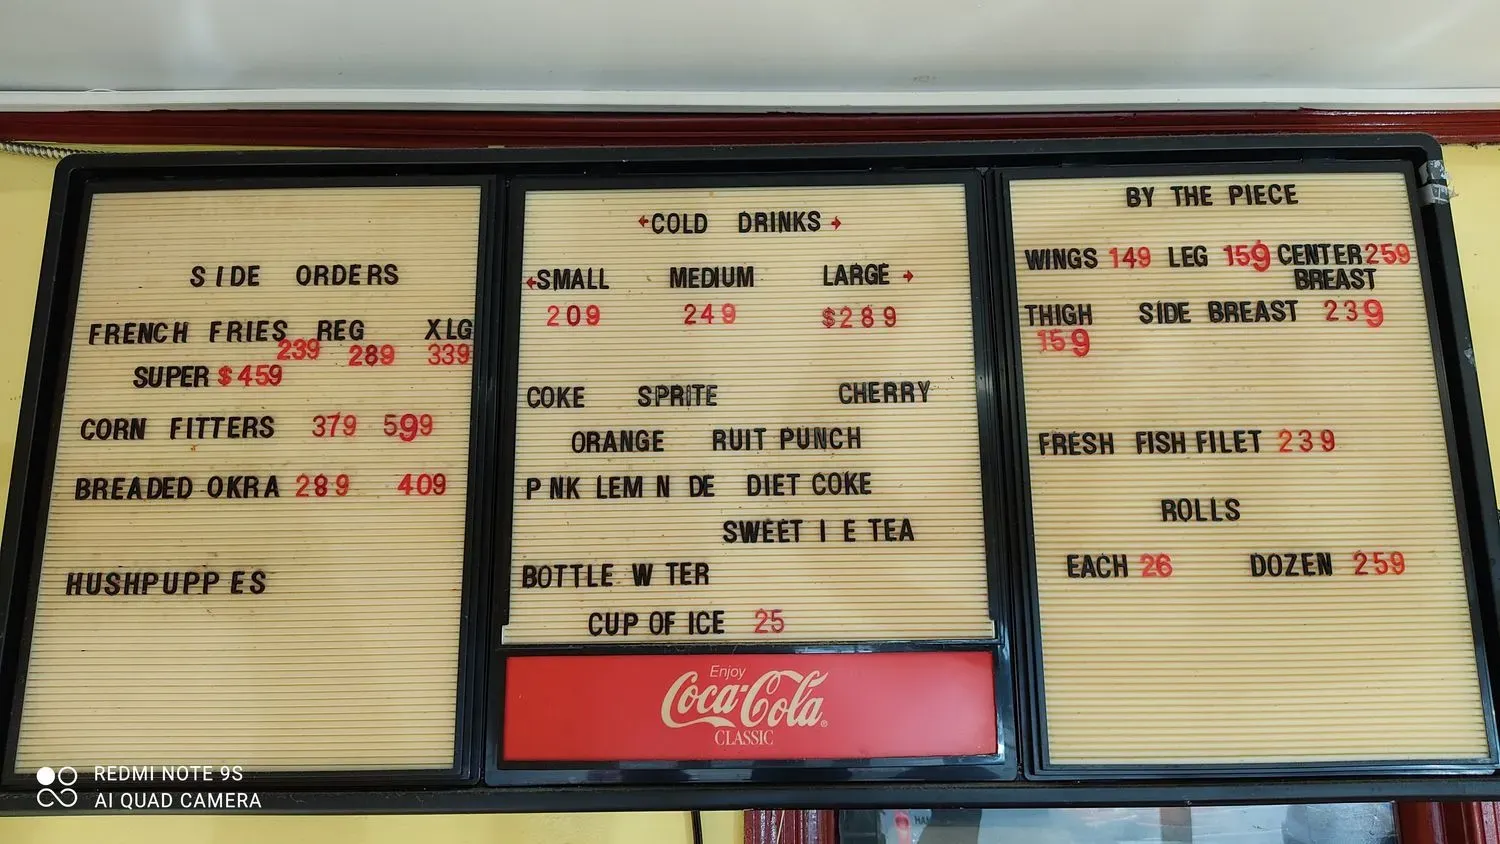 SIDE ORDERS
FRENCH FRIES REG XLG
239 289 339
SUPER $459
CORN FITTERS 379 599
BREADED OKRA 289 409
HUSHPUPP ES
COLD DRINKS
SMALL MEDIUM LARGE
209 249 $289
COKE SPRITE CHERRY
ORANGE RUIT PUNCH
P NK LEM N DE DIET COKE
SWEET I E TEA
BOTTLE W TER
CUP OF ICE 25
Enjoy
Coca-Cola
CLASSIC
BY THE PIECE
WINGS 149 LEG 159 CENTER 259
BREAST
THIGH SIDE BREAST 239
159
FRESH FISH FILET 239
ROLLS
EACH 26 DOZEN 259
REDMI NOTE 9S
AI QUAD CAMERA